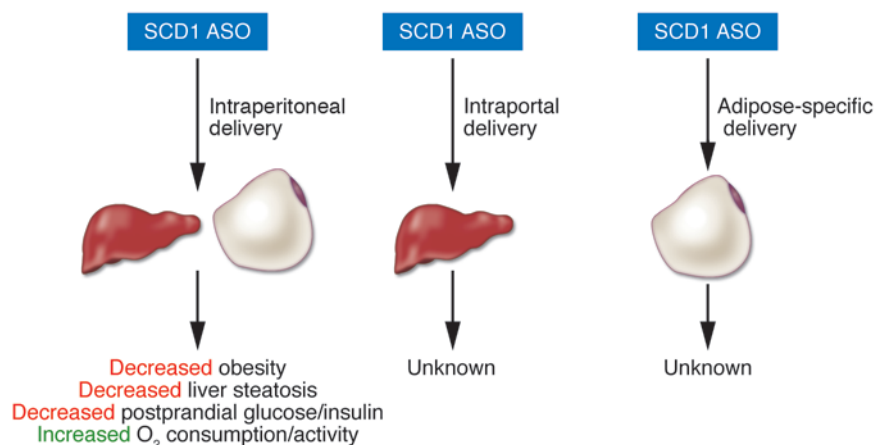 SCD1 ASO
SCD1 ASO
SCD1 ASO
Intraperitoneal
delivery
Intraportal
delivery
Adipose-specific
delivery
Decreased obesity
Decreased liver steatosis
Decreased postprandial glucose/insulin
Increased O2 consumption/activity
Unknown
Unknown